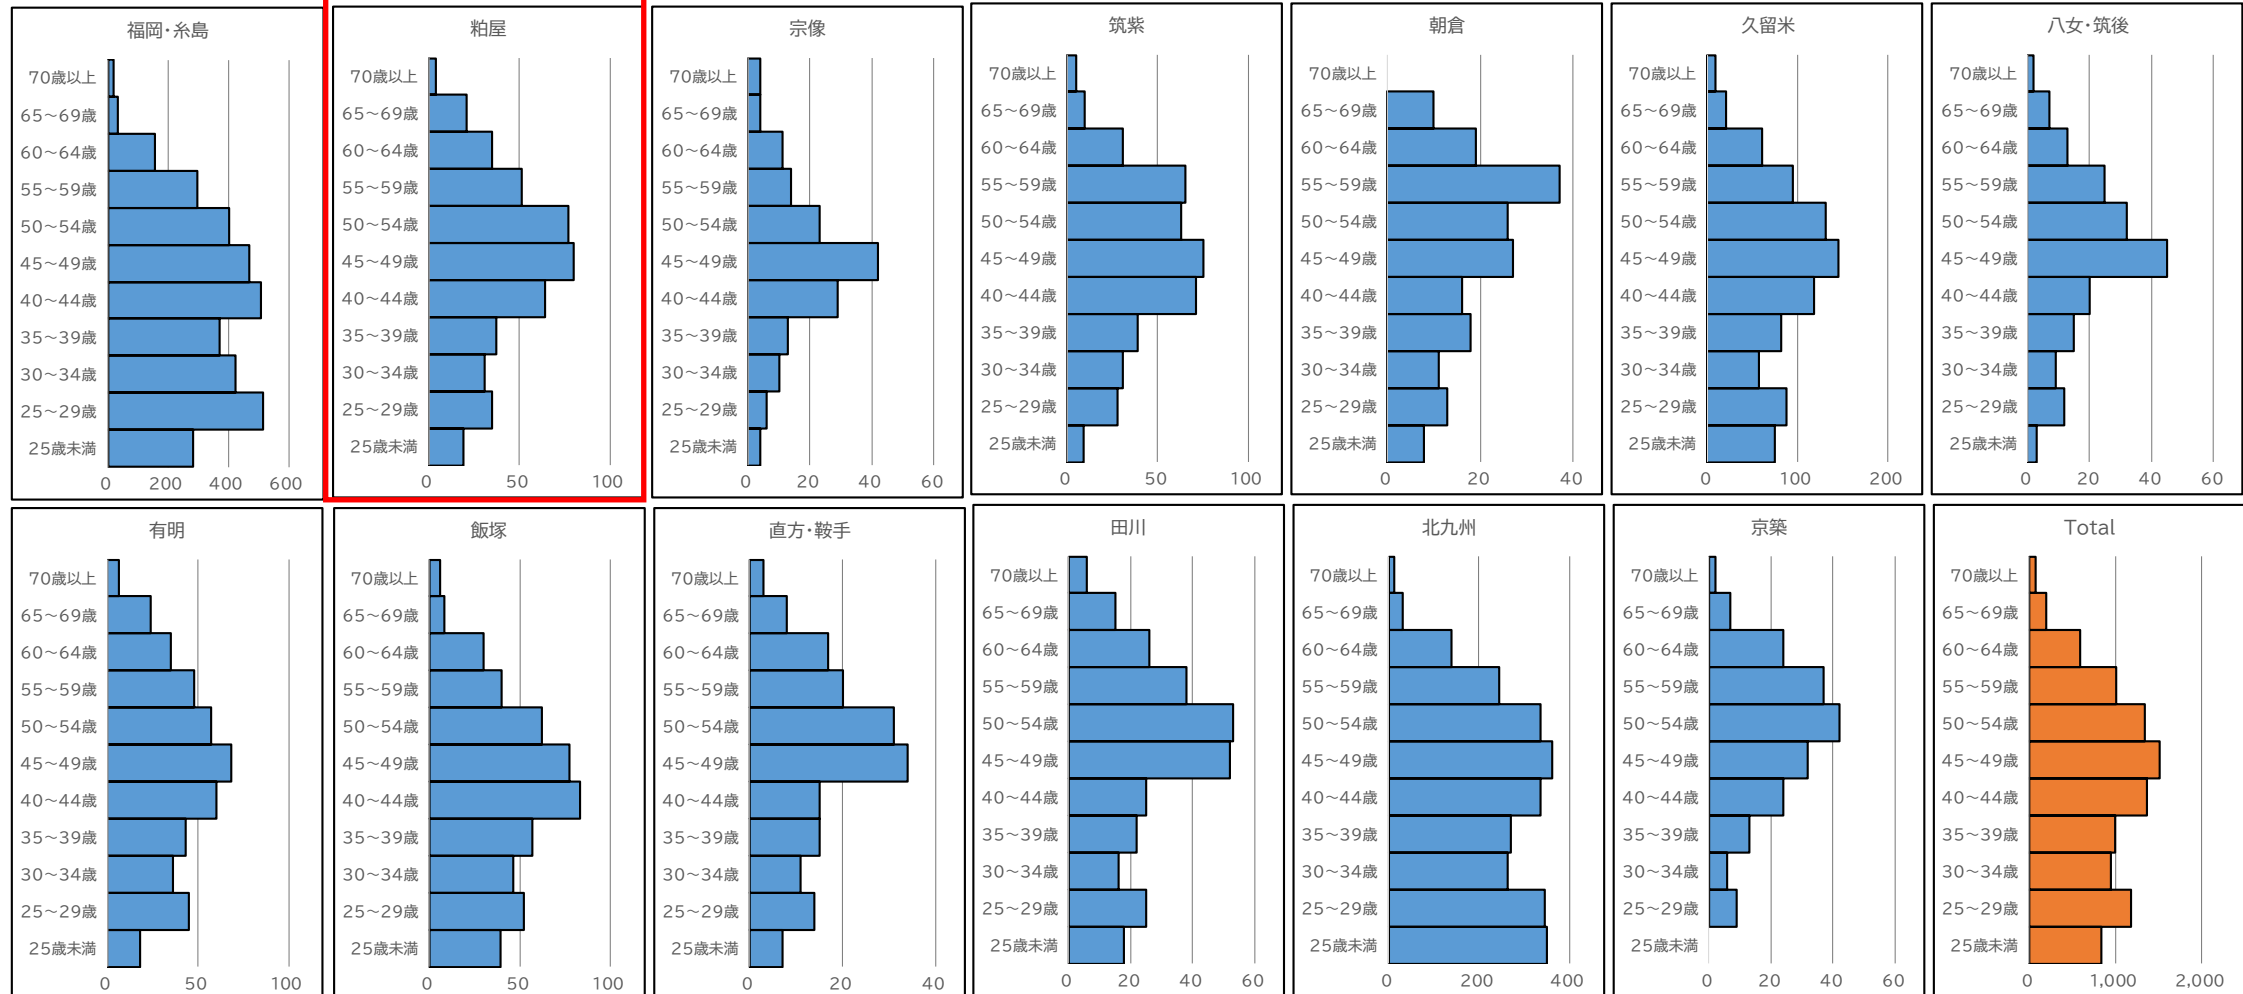 福岡・糸島
70歳以上
65～69歳
60～64歳
55～59歳
50～54歳
45～49歳
40～44歳
35～39歳
30～34歳
25～29歳
25歳未満
0 200 400 600
粕屋
70歳以上
65～69歳
60～64歳
55～59歳
50～54歳
45～49歳
40～44歳
35～39歳
30～34歳
25～29歳
25歳未満
0 50 100
宗像
70歳以上
65～69歳
60～64歳
55～59歳
50～54歳
45～49歳
40～44歳
35～39歳
30～34歳
25～29歳
25歳未満
0 20 40 60
筑紫
70歳以上
65～69歳
60～64歳
55～59歳
50～54歳
45～49歳
40～44歳
35～39歳
30～34歳
25～29歳
25歳未満
0 50 100
朝倉
70歳以上
65～69歳
60～64歳
55～59歳
50～54歳
45～49歳
40～44歳
35～39歳
30～34歳
25～29歳
25歳未満
0 20 40
久留米
70歳以上
65～69歳
60～64歳
55～59歳
50～54歳
45～49歳
40～44歳
35～39歳
30～34歳
25～29歳
25歳未満
0 100 200
八女・筑後
70歳以上
65～69歳
60～64歳
55～59歳
50～54歳
45～49歳
40～44歳
35～39歳
30～34歳
25～29歳
25歳未満
0 20 40 60
有明
70歳以上
65～69歳
60～64歳
55～59歳
50～54歳
45～49歳
40～44歳
35～39歳
30～34歳
25～29歳
25歳未満
0 50 100
飯塚
70歳以上
65～69歳
60～64歳
55～59歳
50～54歳
45～49歳
40～44歳
35～39歳
30～34歳
25～29歳
25歳未満
0 50 100
直方・鞍手
70歳以上
65～69歳
60～64歳
55～59歳
50～54歳
45～49歳
40～44歳
35～39歳
30～34歳
25～29歳
25歳未満
0 20 40
田川
70歳以上
65～69歳
60～64歳
55～59歳
50～54歳
45～49歳
40～44歳
35～39歳
30～34歳
25～29歳
25歳未満
0 20 40 60
北九州
70歳以上
65～69歳
60～64歳
55～59歳
50～54歳
45～49歳
40～44歳
35～39歳
30～34歳
25～29歳
25歳未満
0 200 400
京築
70歳以上
65～69歳
60～64歳
55～59歳
50～54歳
45～49歳
40～44歳
35～39歳
30～34歳
25～29歳
25歳未満
0 20 40 60
Total
70歳以上
65～69歳
60～64歳
55～59歳
50～54歳
45～49歳
40～44歳
35～39歳
30～34歳
25～29歳
25歳未満
0 1,000 2,000